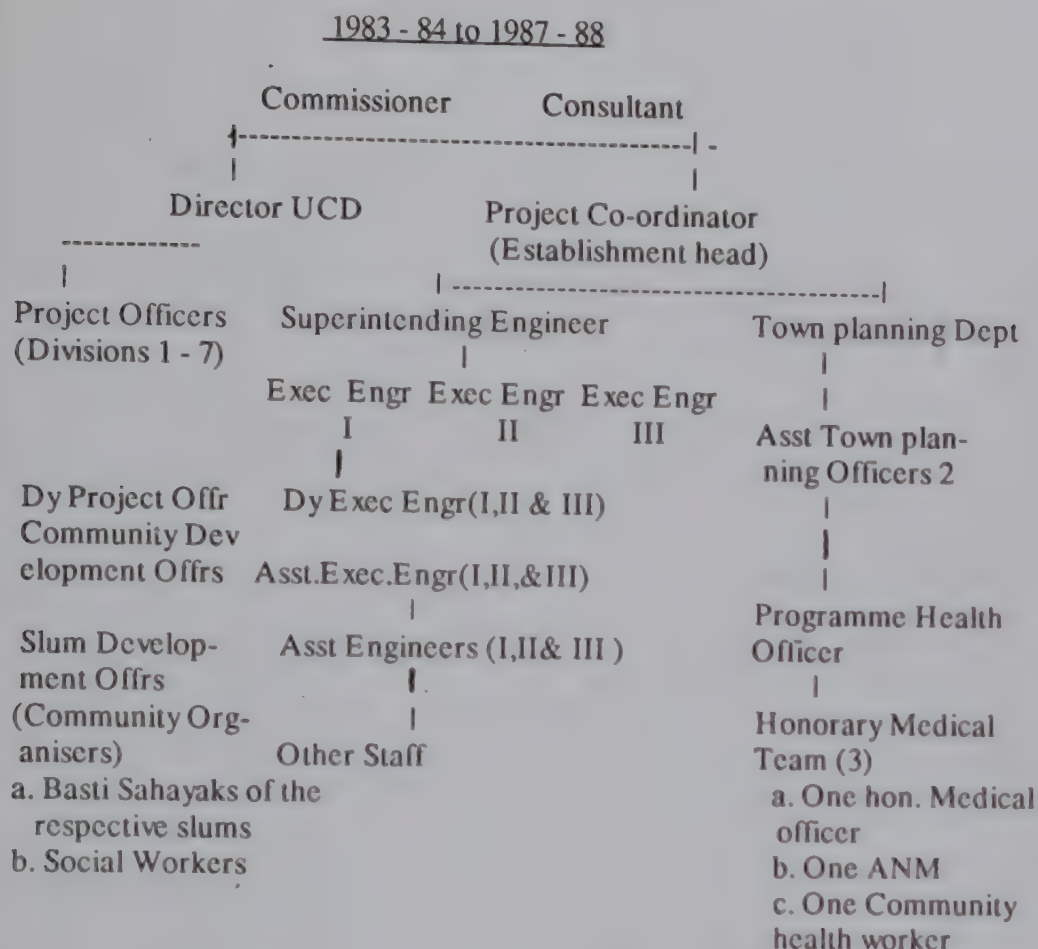 1983 - 84 to 1987 - 88
Commissioner Consultant
Director UCD Project Co-ordinator
(Establishment head)
Project Officers Superintending Engineer Town planning Dept
(Divisions 1 - 7)
Exec Engr Exec Engr Exec Engr
I II III Asst Town plan-
ning Officers 2
Dy Project Offr Dy Exec Engr(I,II & III)
Community Dev
elopment Offrs Asst.Exec.Engr(I,II,&III)
Programme Health
Slum Develop- Asst Engineers (I,II& III ) Officer
ment Offrs
(Community Org- Honorary Medical
anisers) Other Staff Team (3)
a. Basti Sahayaks of the a. One hon. Medical
respective slums officer
b. Social Workers b. One ANM
c. One Community
health worker